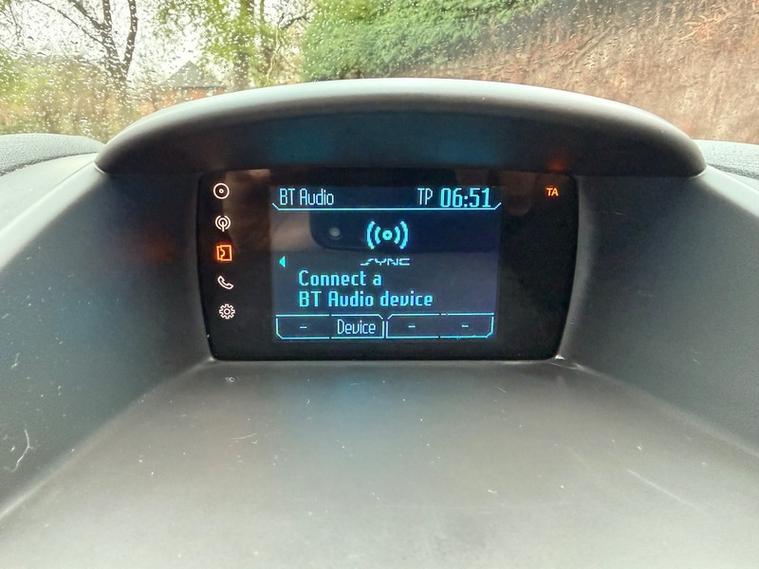 BT Audio TP 06:51
TA
SYNC
Connect a
BT Audio device
- Device - -